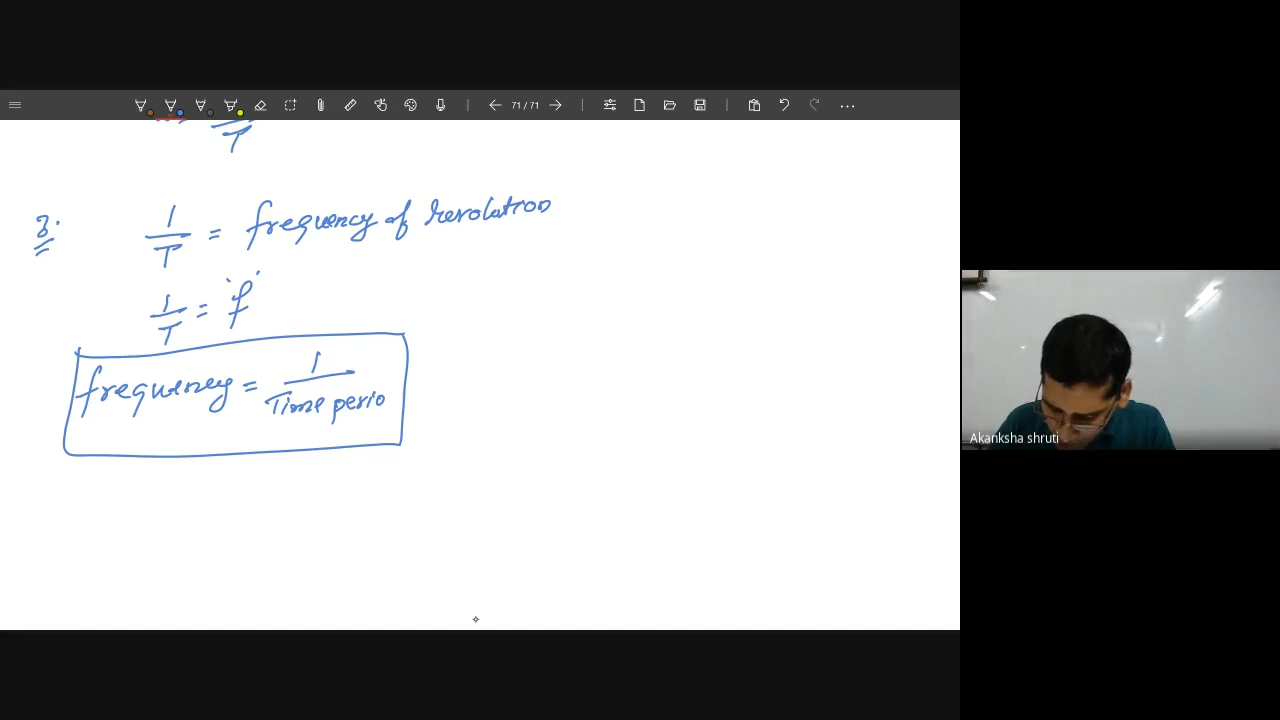 71 / 71
T
3.
1/T = frequency of revolution
1/T = 'f'
frequency = 1/Time perio
Akanksha shruti